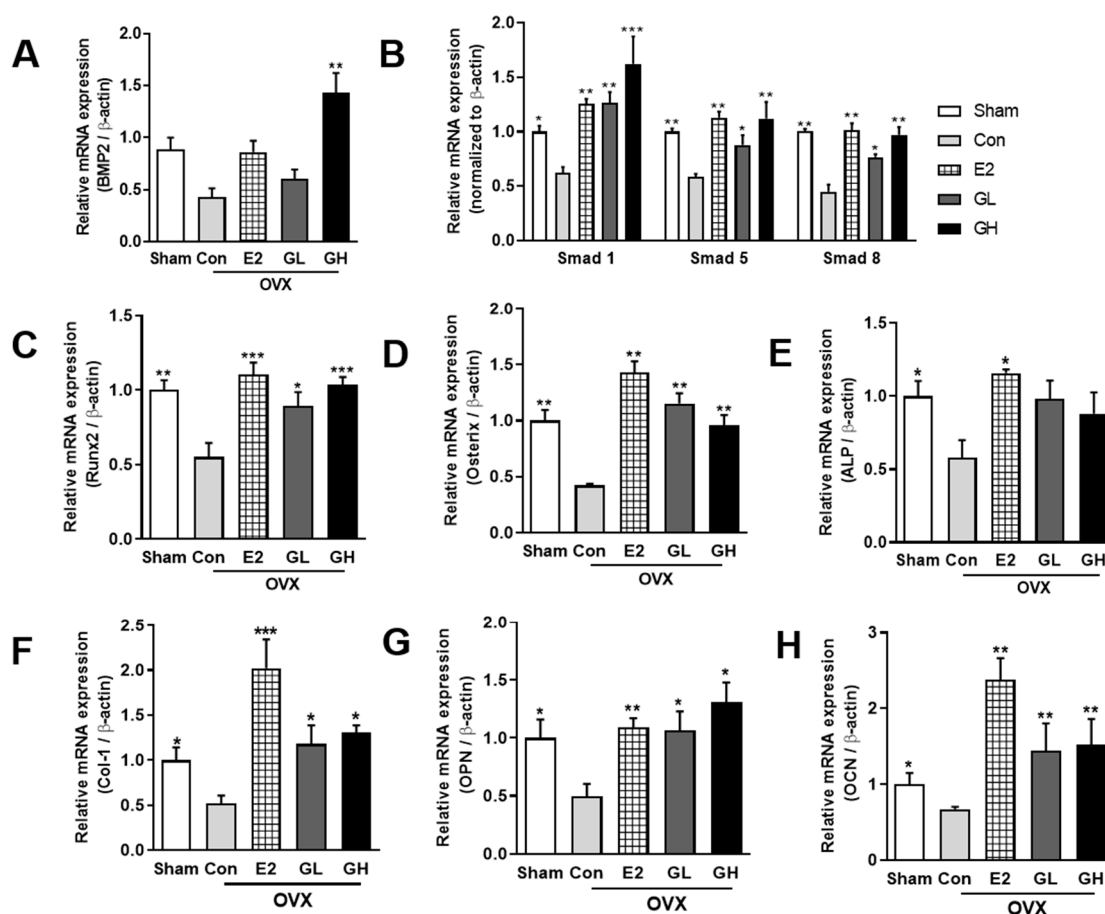 A
Relative mRNA expression
(BMP2 / β-actin)
2.0
1.5
1.0
0.5
0.0
**
Sham Con E2 GL GH
OVX
B
Relative mRNA expression
(normalized to β-actin)
2.0
1.5
1.0
0.5
0.0
* ** ** ***
** ** * **
** ** * **
Smad 1 Smad 5 Smad 8
Sham
Con
E2
GL
GH
C
Relative mRNA expression
(Runx2 / β-actin)
1.5
1.0
0.5
0.0
** *** * ***
Sham Con E2 GL GH
OVX
D
Relative mRNA expression
(Osterix / β-actin)
2.0
1.5
1.0
0.5
0.0
** ** ** **
Sham Con E2 GL GH
OVX
E
Relative mRNA expression
(ALP / β-actin)
1.5
1.0
0.5
0.0
* *
Sham Con E2 GL GH
OVX
F
Relative mRNA expression
(Col-1 / β-actin)
2.5
2.0
1.5
1.0
0.5
0.0
* *** * *
Sham Con E2 GL GH
OVX
G
Relative mRNA expression
(OPN / β-actin)
2.0
1.5
1.0
0.5
0.0
* ** * *
Sham Con E2 GL GH
OVX
H
Relative mRNA expression
(OCN / β-actin)
3
2
1
0
* ** ** **
Sham Con E2 GL GH
OVX